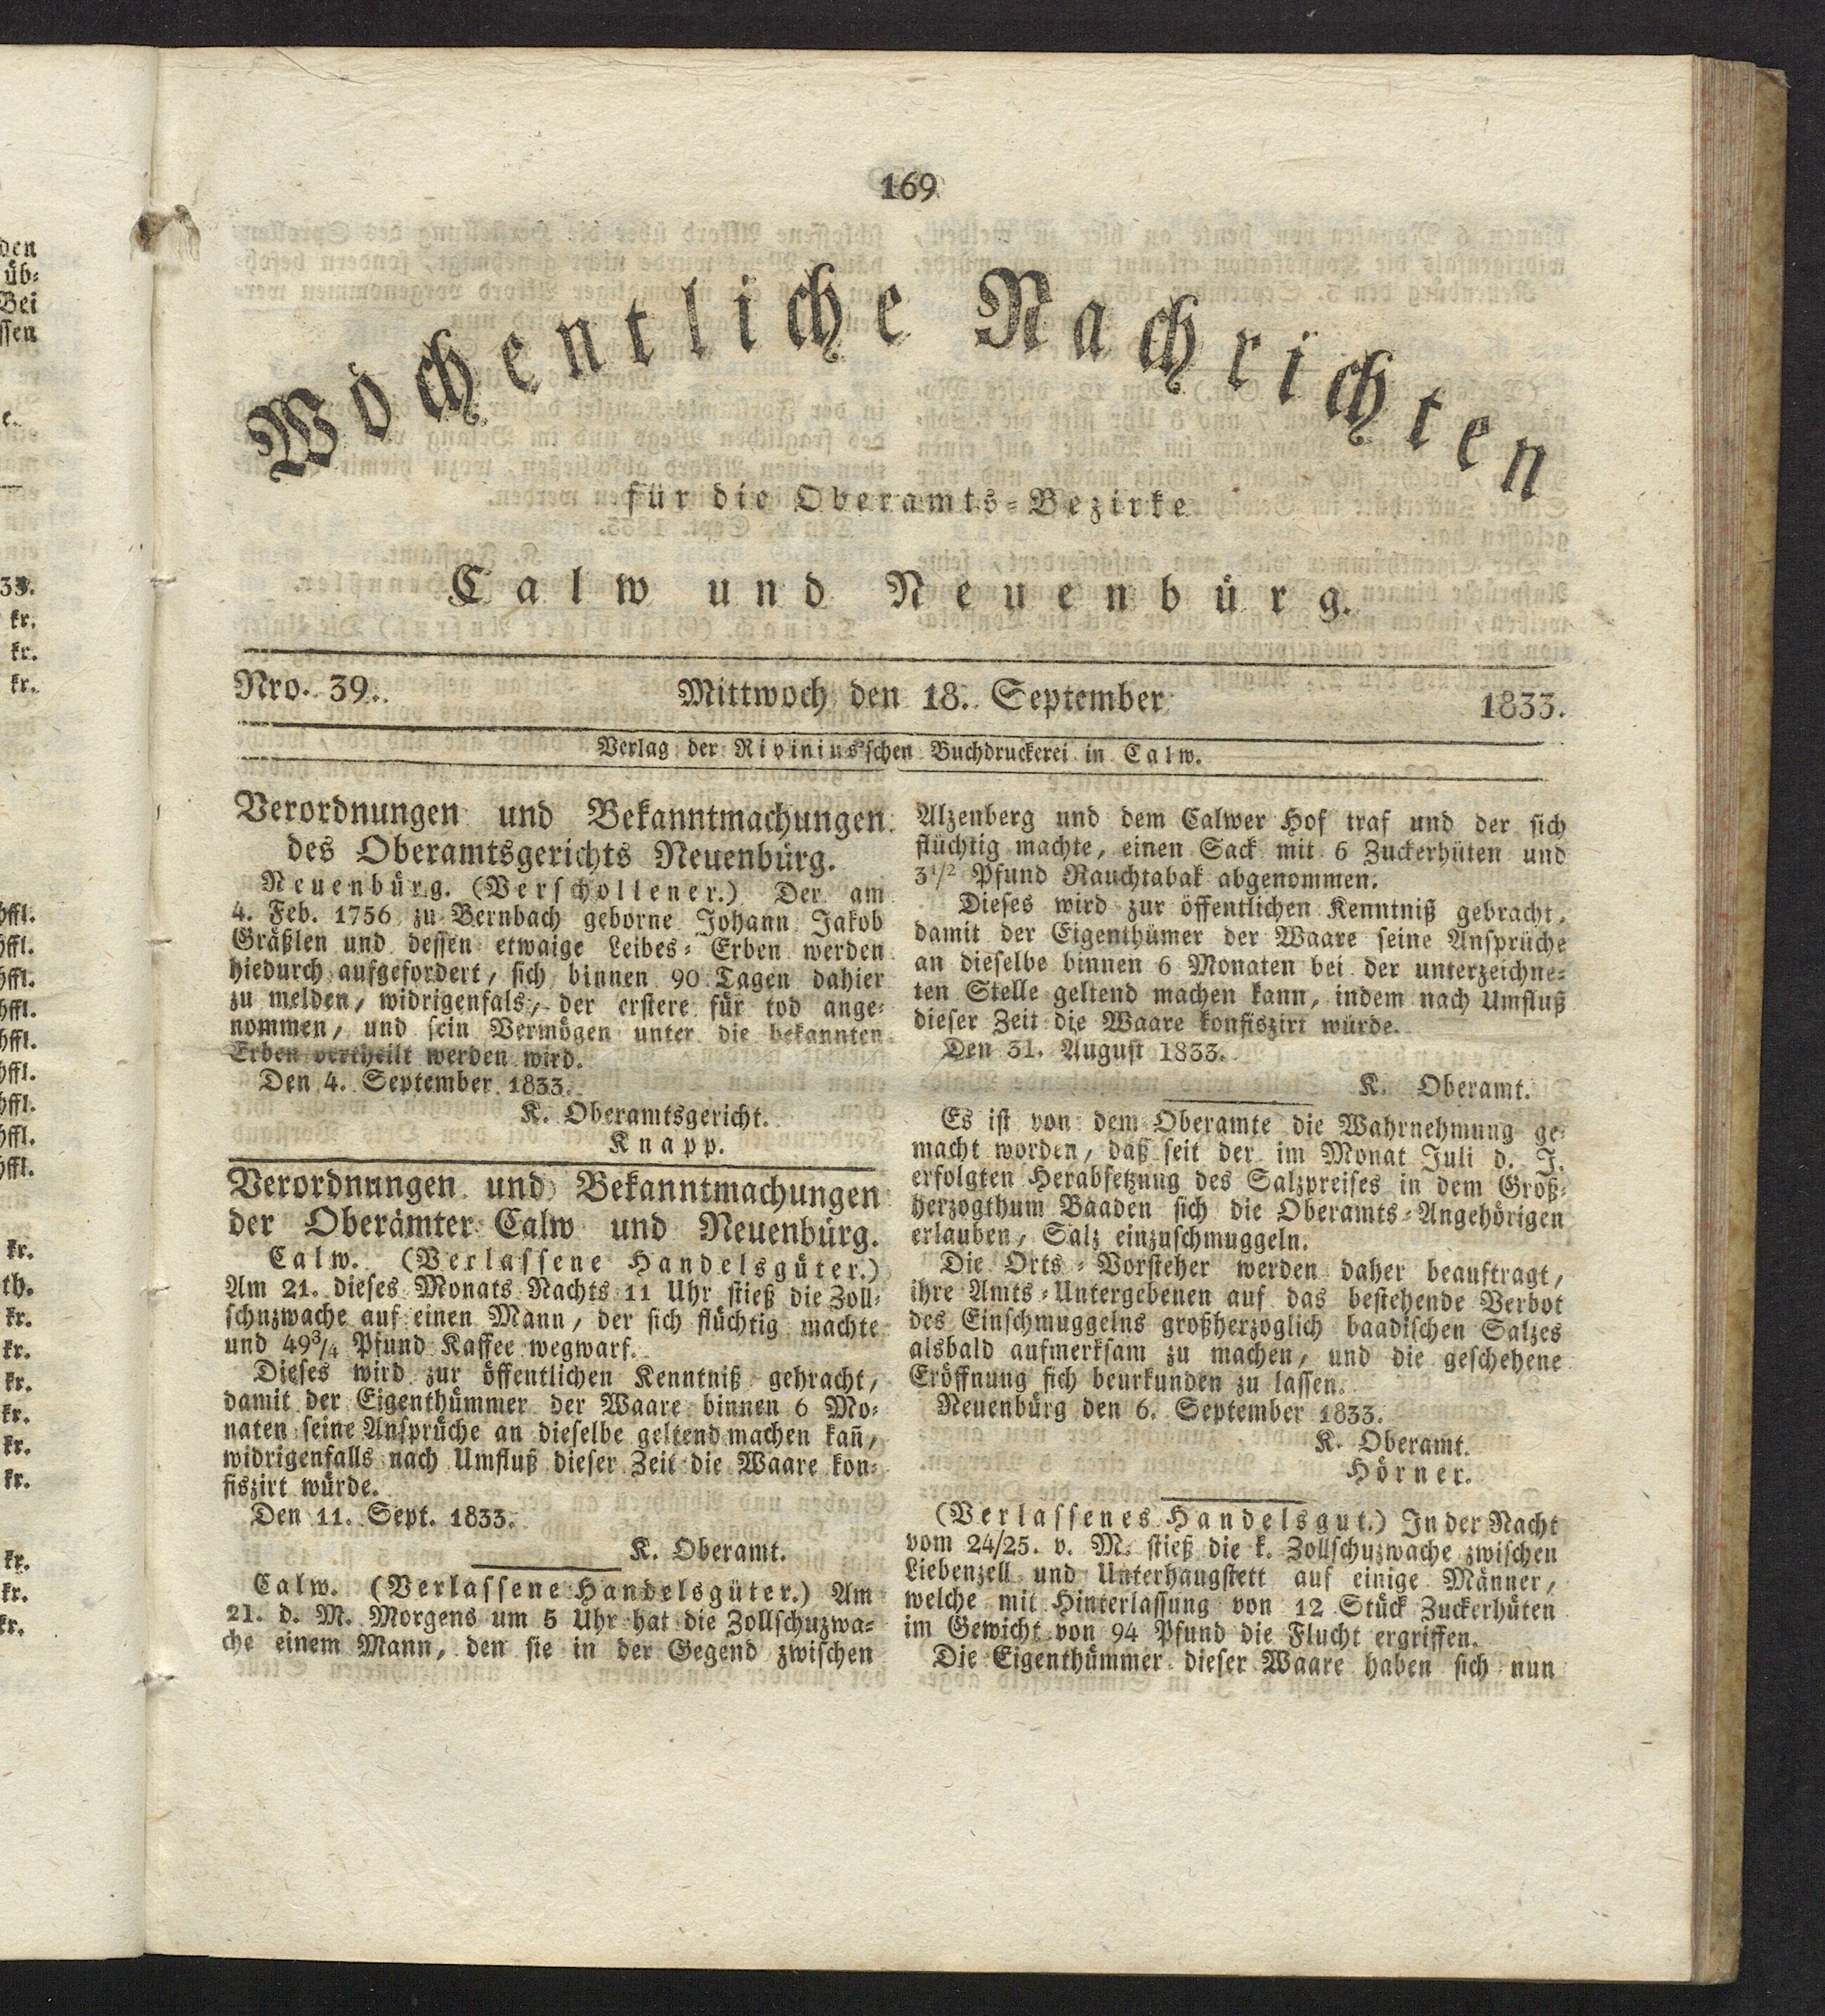 169
Wöchentliche Nachrichten
für die Oberamts-Bezirke
Calw und Neuenbürg.
Nro. 39. Mittwoch den 18. September 1833.
Verlag der Rivinius'schen Buchdruckerei in Calw.
Verordnungen und Bekanntmachungen
des Oberamtsgerichts Neuenbürg.
Neuenbürg. (Verschollener.) Der am
4. Feb. 1756 zu Bernbach geborne Johann Jakob
Gräßlen und dessen etwaige Leibes-Erben werden
hiedurch aufgefordert, sich binnen 90 Tagen dahier
zu melden, widrigenfals, der erstere für tod ange-
nommen, und sein Vermögen unter die bekannten
Erben vertheilt werden wird.
Den 4. September 1833.
K. Oberamtsgericht.
Knapp.
Verordnungen und Bekanntmachungen
der Oberämter Calw und Neuenbürg.
Calw. (Verlassene Handelsgüter.)
Am 21. dieses Monats Nachts 11 Uhr stieß die Zoll-
schuzwache auf einen Mann, der sich flüchtig machte
und 49 3/4 Pfund Kaffee wegwarf.
Dieses wird zur öffentlichen Kenntniß gebracht,
damit der Eigenthümmer der Waare binnen 6 Mo-
naten seine Ansprüche an dieselbe geltend machen kañ,
widrigenfalls nach Umfluß dieser Zeit die Waare kon-
fiszirt würde.
Den 11. Sept. 1833.
K. Oberamt.
Calw. (Verlassene Handelsgüter.) Am
21. d. M. Morgens um 5 Uhr hat die Zollschuzwa-
che einem Mann, den sie in der Gegend zwischen
Alzenberg und dem Calwer Hof traf und der sich
flüchtig machte, einen Sack mit 6 Zuckerhüten und
3 1/2 Pfund Rauchtabak abgenommen.
Dieses wird zur öffentlichen Kenntniß gebracht,
damit der Eigenthümer der Waare seine Ansprüche
an dieselbe binnen 6 Monaten bei der unterzeichne-
ten Stelle geltend machen kann, indem nach Umfluß
dieser Zeit die Waare konfiszirt würde.
Den 31. August 1833.
K. Oberamt.
Es ist von dem Oberamte die Wahrnehmung ge-
macht worden, daß seit der im Monat Juli d. J.
erfolgten Herabsetznug des Salzpreises in dem Groß-
herzogthum Baaden sich die Oberamts-Angehörigen
erlauben, Salz einzuschmuggeln.
Die Orts-Vorsteher werden daher beauftragt,
ihre Amts-Untergebenen auf das bestehende Verbot
des Einschmuggelns großherzoglich baadischen Salzes
alsbald aufmerksam zu machen, und die geschehene
Eröffnung sich beurkunden zu lassen.
Neuenbürg den 6. September 1833.
K. Oberamt.
Hörner.
(Verlassenes Handelsgut.) In der Nacht
vom 24/25. v. M. stieß die k. Zollschuzwache zwischen
Liebenzell und Unterhaugstett auf einige Männer,
welche mit Hinterlassung von 12 Stück Zuckerhüten
im Gewicht von 94 Pfund die Flucht ergriffen.
Die Eigenthümmer dieser Waare haben sich nun